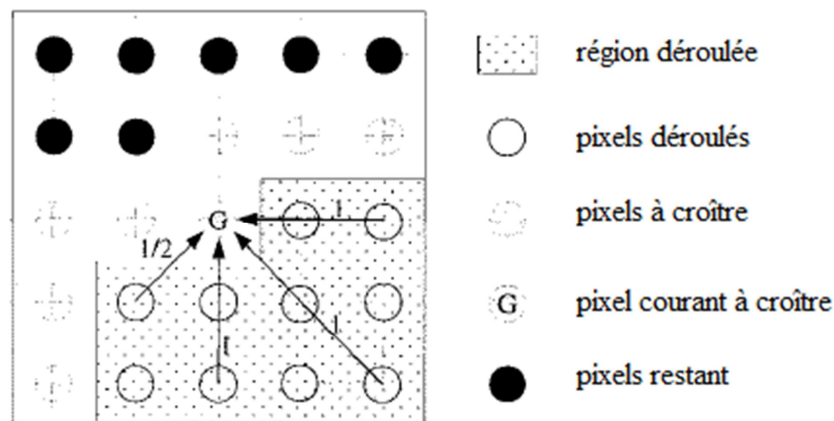 région déroulée
pixels déroulés
pixels à croître
G
pixel courant à croître
pixels restant
G
1
1/2
1
1